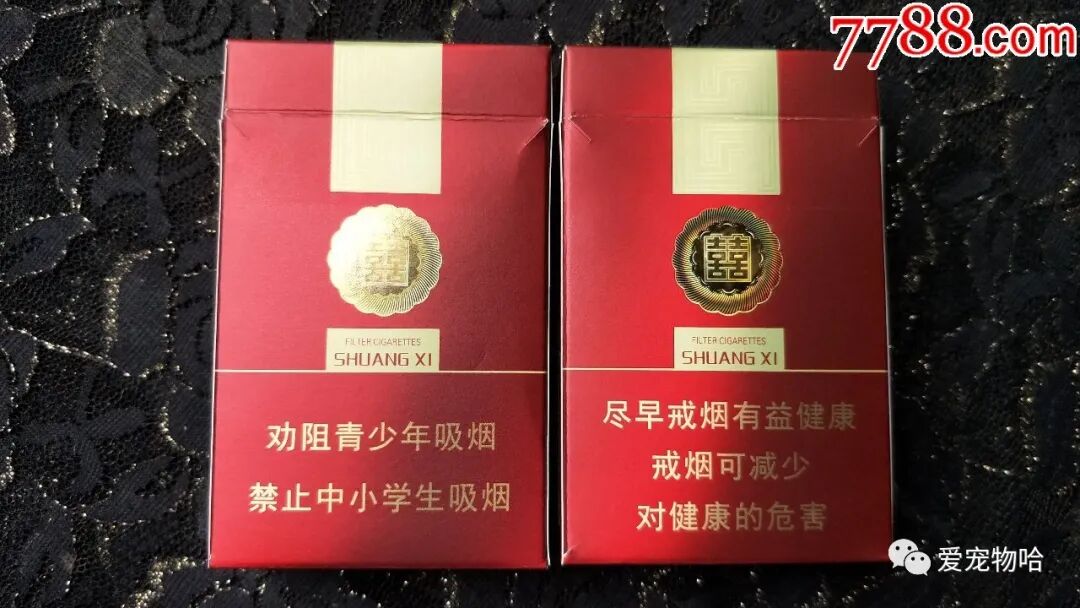 7788.com
囍
FILTER CIGARETTES
SHUANG XI
劝阻青少年吸烟
禁止中小学生吸烟
囍
FILTER CIGARETTES
SHUANG XI
尽早戒烟有益健康
戒烟可减少
对健康的危害
爱宠物哈